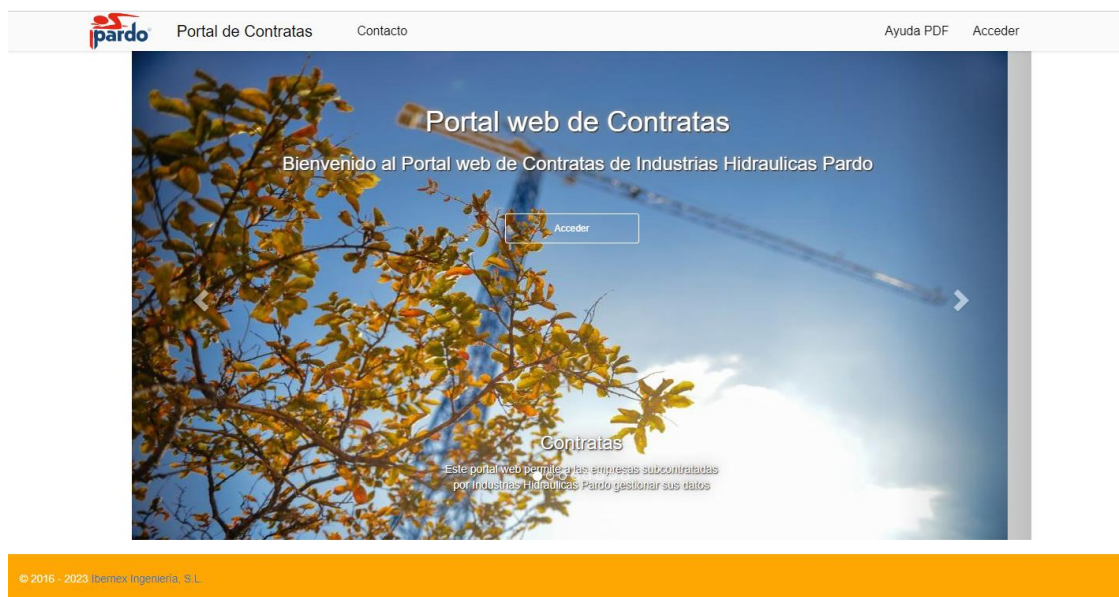 pardo
Portal de Contratas
Contacto
Ayuda PDF
Acceder
Portal web de Contratas
Bienvenido al Portal web de Contratas de Industrias Hidraulicas Pardo
Acceder
Contratas
Este portal web permite a las empresas subcontratadas
por Industrias Hidraulicas Pardo gestionar sus datos
© 2016 - 2023 Ibernex Ingeniería, S.L.